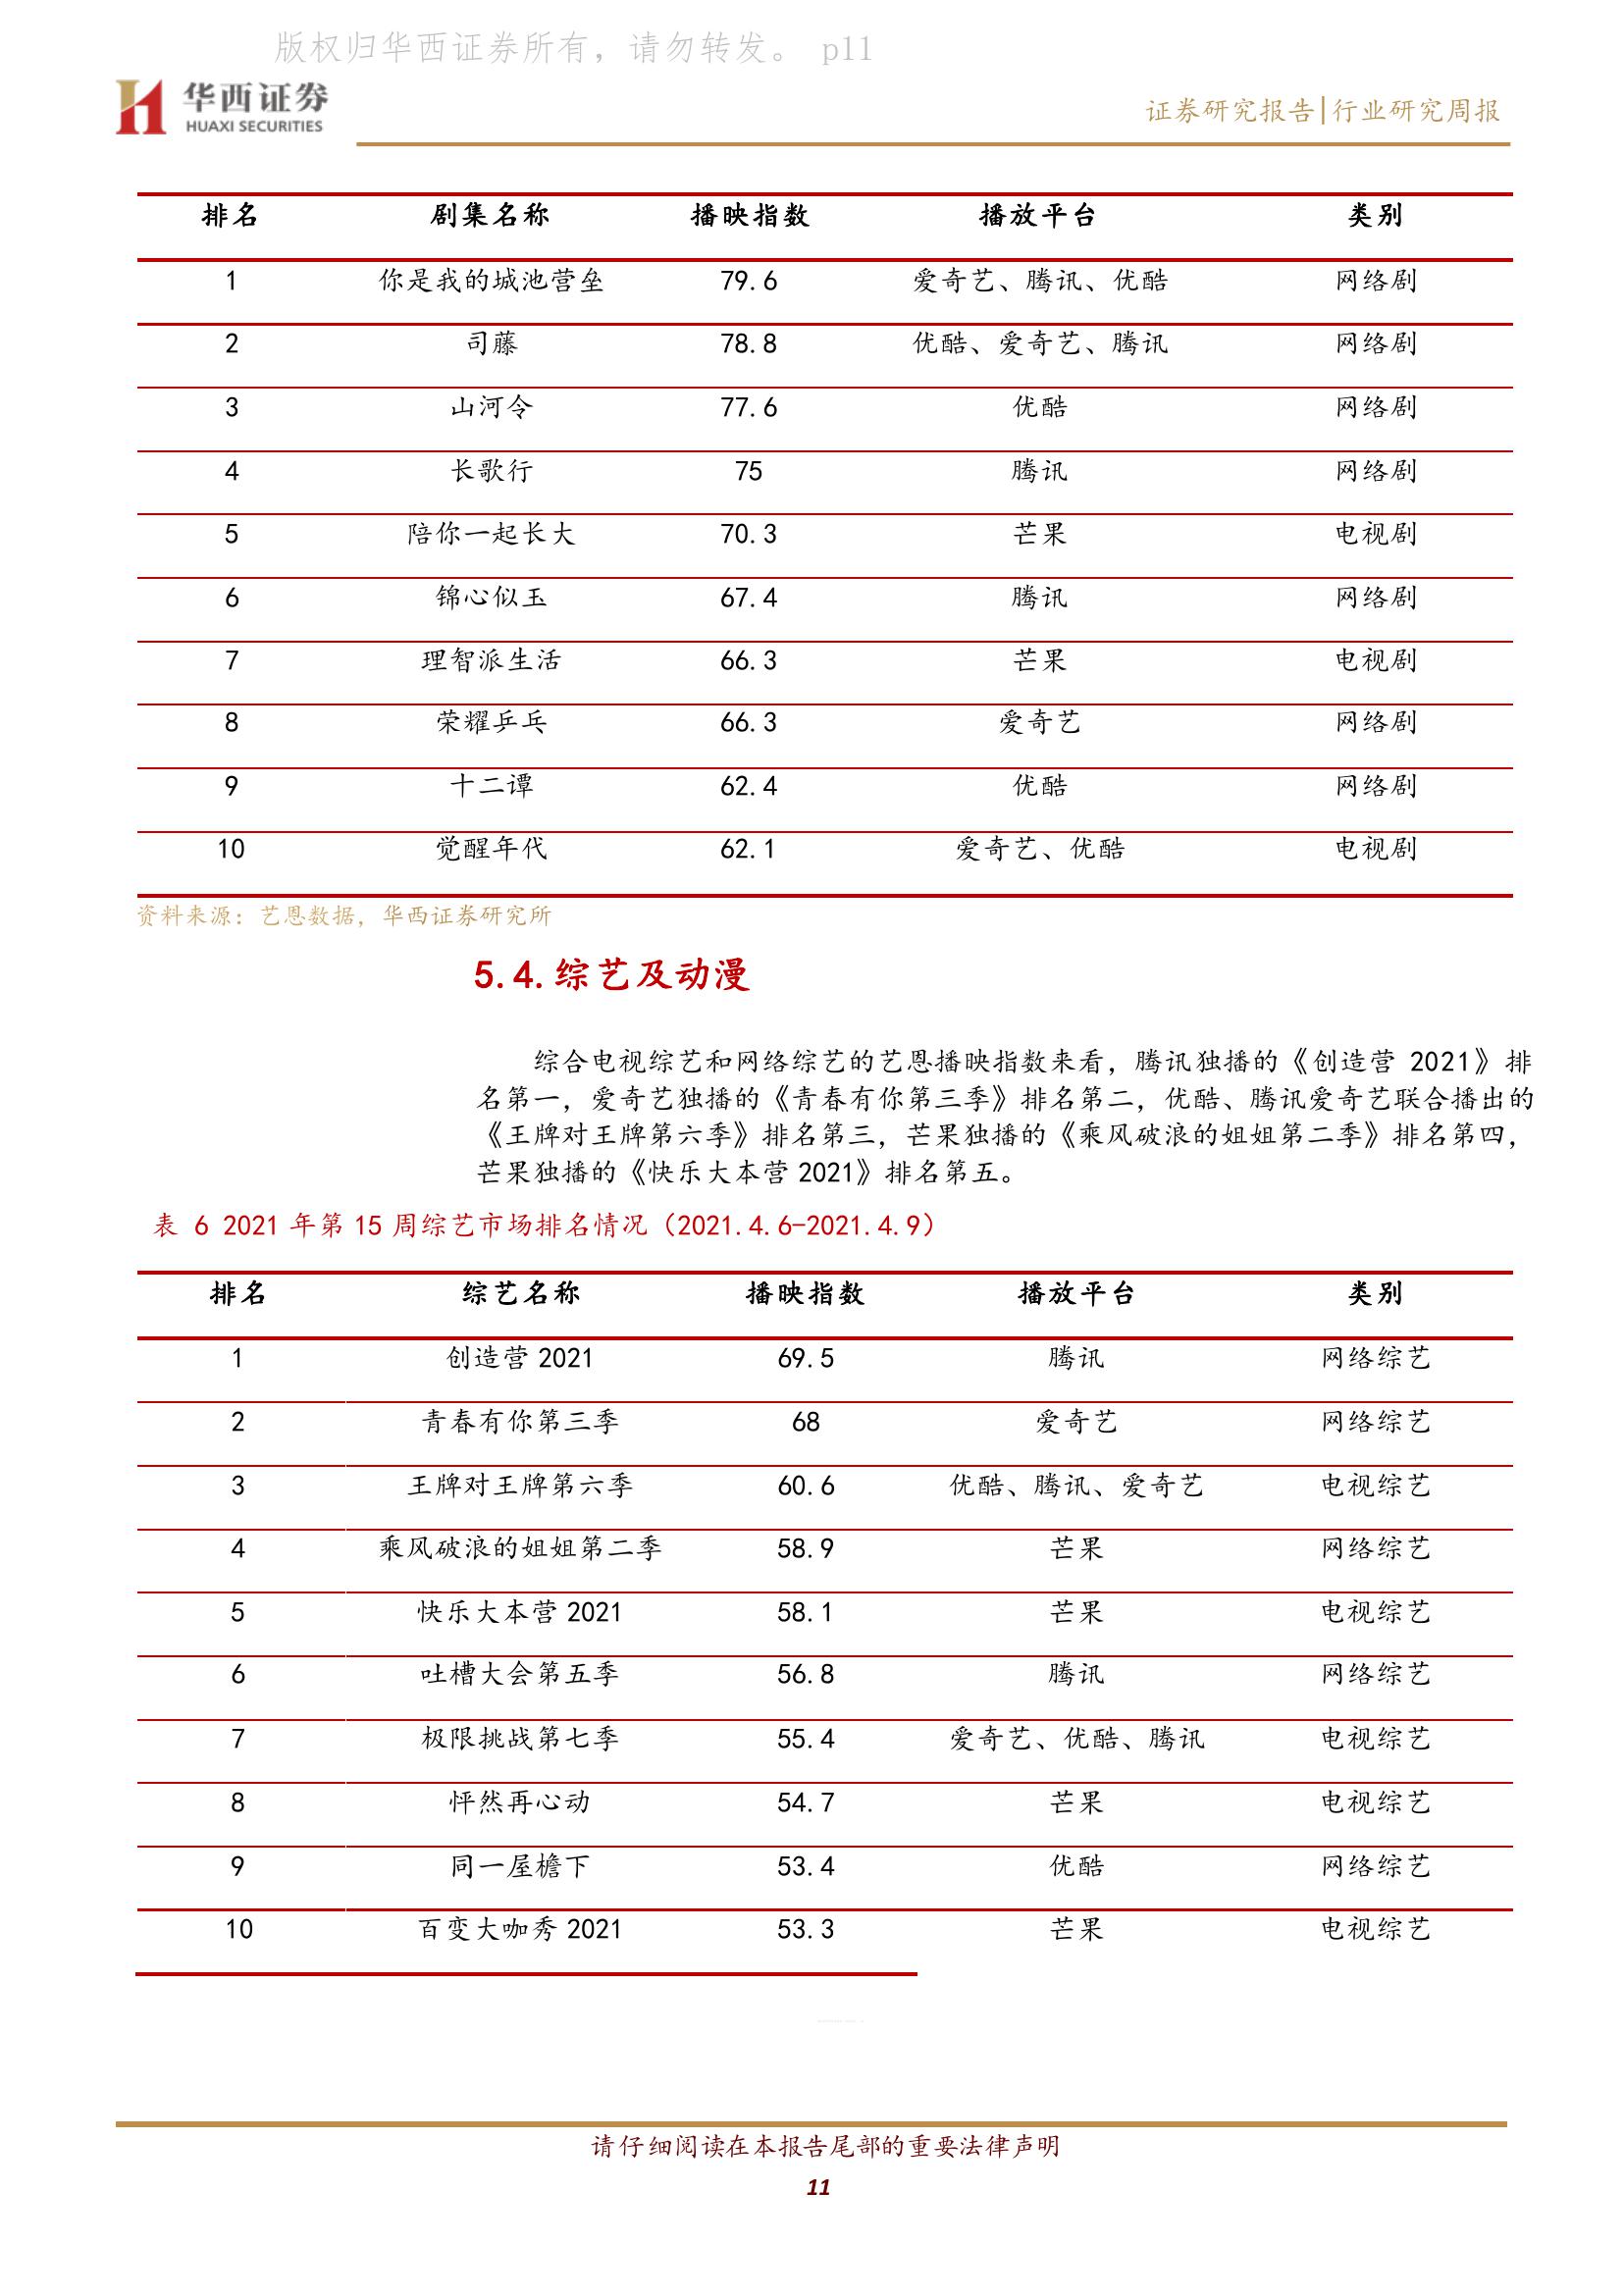 版权归华西证券所有，请勿转发。 p11
华西证券
HUAXI SECURITIES
证券研究报告|行业研究周报
排名 剧集名称 播映指数 播放平台 类别
1 你是我的城池营垒 79.6 爱奇艺、腾讯、优酷 网络剧
2 司藤 78.8 优酷、爱奇艺、腾讯 网络剧
3 山河令 77.6 优酷 网络剧
4 长歌行 75 腾讯 网络剧
5 陪你一起长大 70.3 芒果 电视剧
6 锦心似玉 67.4 腾讯 网络剧
7 理智派生活 66.3 芒果 电视剧
8 荣耀乒乓 66.3 爱奇艺 网络剧
9 十二谭 62.4 优酷 网络剧
10 觉醒年代 62.1 爱奇艺、优酷 电视剧
资料来源：艺恩数据，华西证券研究所
5.4.综艺及动漫
综合电视综艺和网络综艺的艺恩播映指数来看，腾讯独播的《创造营 2021》排
名第一，爱奇艺独播的《青春有你第三季》排名第二，优酷、腾讯爱奇艺联合播出的
《王牌对王牌第六季》排名第三，芒果独播的《乘风破浪的姐姐第二季》排名第四，
芒果独播的《快乐大本营 2021》排名第五。
表 6 2021 年第 15 周综艺市场排名情况（2021.4.6-2021.4.9）
排名 综艺名称 播映指数 播放平台 类别
1 创造营 2021 69.5 腾讯 网络综艺
2 青春有你第三季 68 爱奇艺 网络综艺
3 王牌对王牌第六季 60.6 优酷、腾讯、爱奇艺 电视综艺
4 乘风破浪的姐姐第二季 58.9 芒果 网络综艺
5 快乐大本营 2021 58.1 芒果 电视综艺
6 吐槽大会第五季 56.8 腾讯 网络综艺
7 极限挑战第七季 55.4 爱奇艺、优酷、腾讯 电视综艺
8 怦然再心动 54.7 芒果 电视综艺
9 同一屋檐下 53.4 优酷 网络综艺
10 百变大咖秀 2021 53.3 芒果 电视综艺
请仔细阅读在本报告尾部的重要法律声明
11